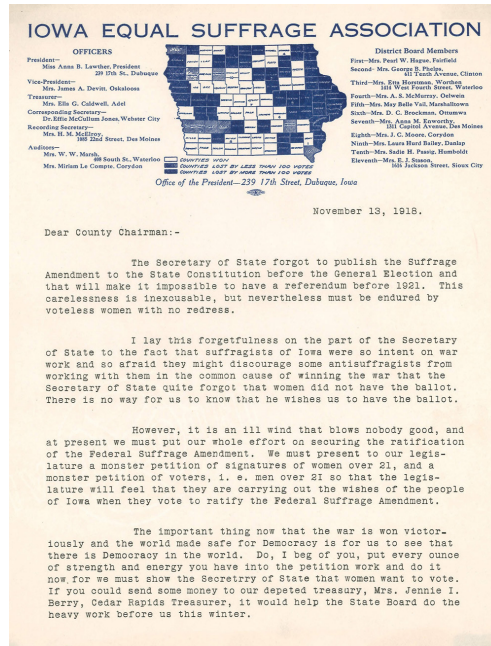 IOWA EQUAL SUFFRAGE ASSOCIATION
OFFICERS
President—
Miss Anna B. Lawther, President
239 17th St., Dubuque
Vice-President—
Mrs. James A. Devitt, Oskaloosa
Treasurer—
Mrs. Ella G. Caldwell, Adel
Corresponding Secretary—
Dr. Effie McCullum Jones, Webster City
Recording Secretary—
Mrs. H. M. McElroy,
1085 22nd Street, Des Moines
Auditors—
Mrs. W. W. Marsh,
408 South St., Waterloo
Mrs. Miriam Le Compte, Corydon
COUNTIES WON
COUNTIES LOST BY LESS THAN 100 VOTES
COUNTIES LOST BY MORE THAN 100 VOTES
District Board Members
First—Mrs. Pearl W. Hague, Fairfield
Second—Mrs. George B. Phelps,
611 Tenth Avenue, Clinton
Third—Mrs. Etta Horstman, Worthen
1016 West Fourth Street, Waterloo
Fourth—Mrs. A. S. McMurray, Oelwein
Fifth—Mrs. May Belle Vail, Marshalltown
Sixth—Mrs. D. C. Brockman, Ottumwa
Seventh—Mrs. Anna M. Kenworthy,
1311 Capitol Avenue, Des Moines
Eighth—Mrs. J. C. Moore, Corydon
Ninth—Mrs. Laura Hurd Bailey, Dunlap
Tenth—Mrs. Sadie H. Passig, Humboldt
Eleventh—Mrs. E. J. Stason,
1616 Jackson Street, Sioux City
Office of the President—239 17th Street, Dubuque, Iowa
November 13, 1918.
Dear County Chairman:-
The Secretary of State forgot to publish the Suffrage
Amendment to the State Constitution before the General Election and
that will make it impossible to have a referendum before 1921. This
carelessness is inexousable, but nevertheless must be endured by
voteless women with no redress.
I lay this forgetfulness on the part of the Secretary
of State to the fact that suffragists of Iowa were so intent on war
work and so afraid they might discourage some antisuffragists from
working with them in the common cause of winning the war that the
Secretary of State quite forgot that women did not have the ballot.
There is no way for us to know that he wishes us to have the ballot.
However, it is an ill wind that blows nobody good, and
at present we must put our whole effort on securing the ratification
of the Federal Suffrage Amendment. We must present to our legis-
lature a monster petition of signatures of women over 21, and a
monster petition of voters, i. e. men over 2I so that the legis-
lature will feel that they are carrying out the wishes of the people
of Iowa when they vote to ratify the Federal Suffrage Amendment.
The important thing now that the war is won victor-
iously and the world made safe for Democracy is for us to see that
there is Democracy in the world. Do, I beg of you, put every ounce
of strength and energy you have into the petition work and do it
now for we must show the Secretrry of State that women want to vote.
If you could send some money to our depeted treasury, Mrs. Jennie I.
Berry, Cedar Rapids Treasurer, it would help the State Board do the
heavy work before us this winter.